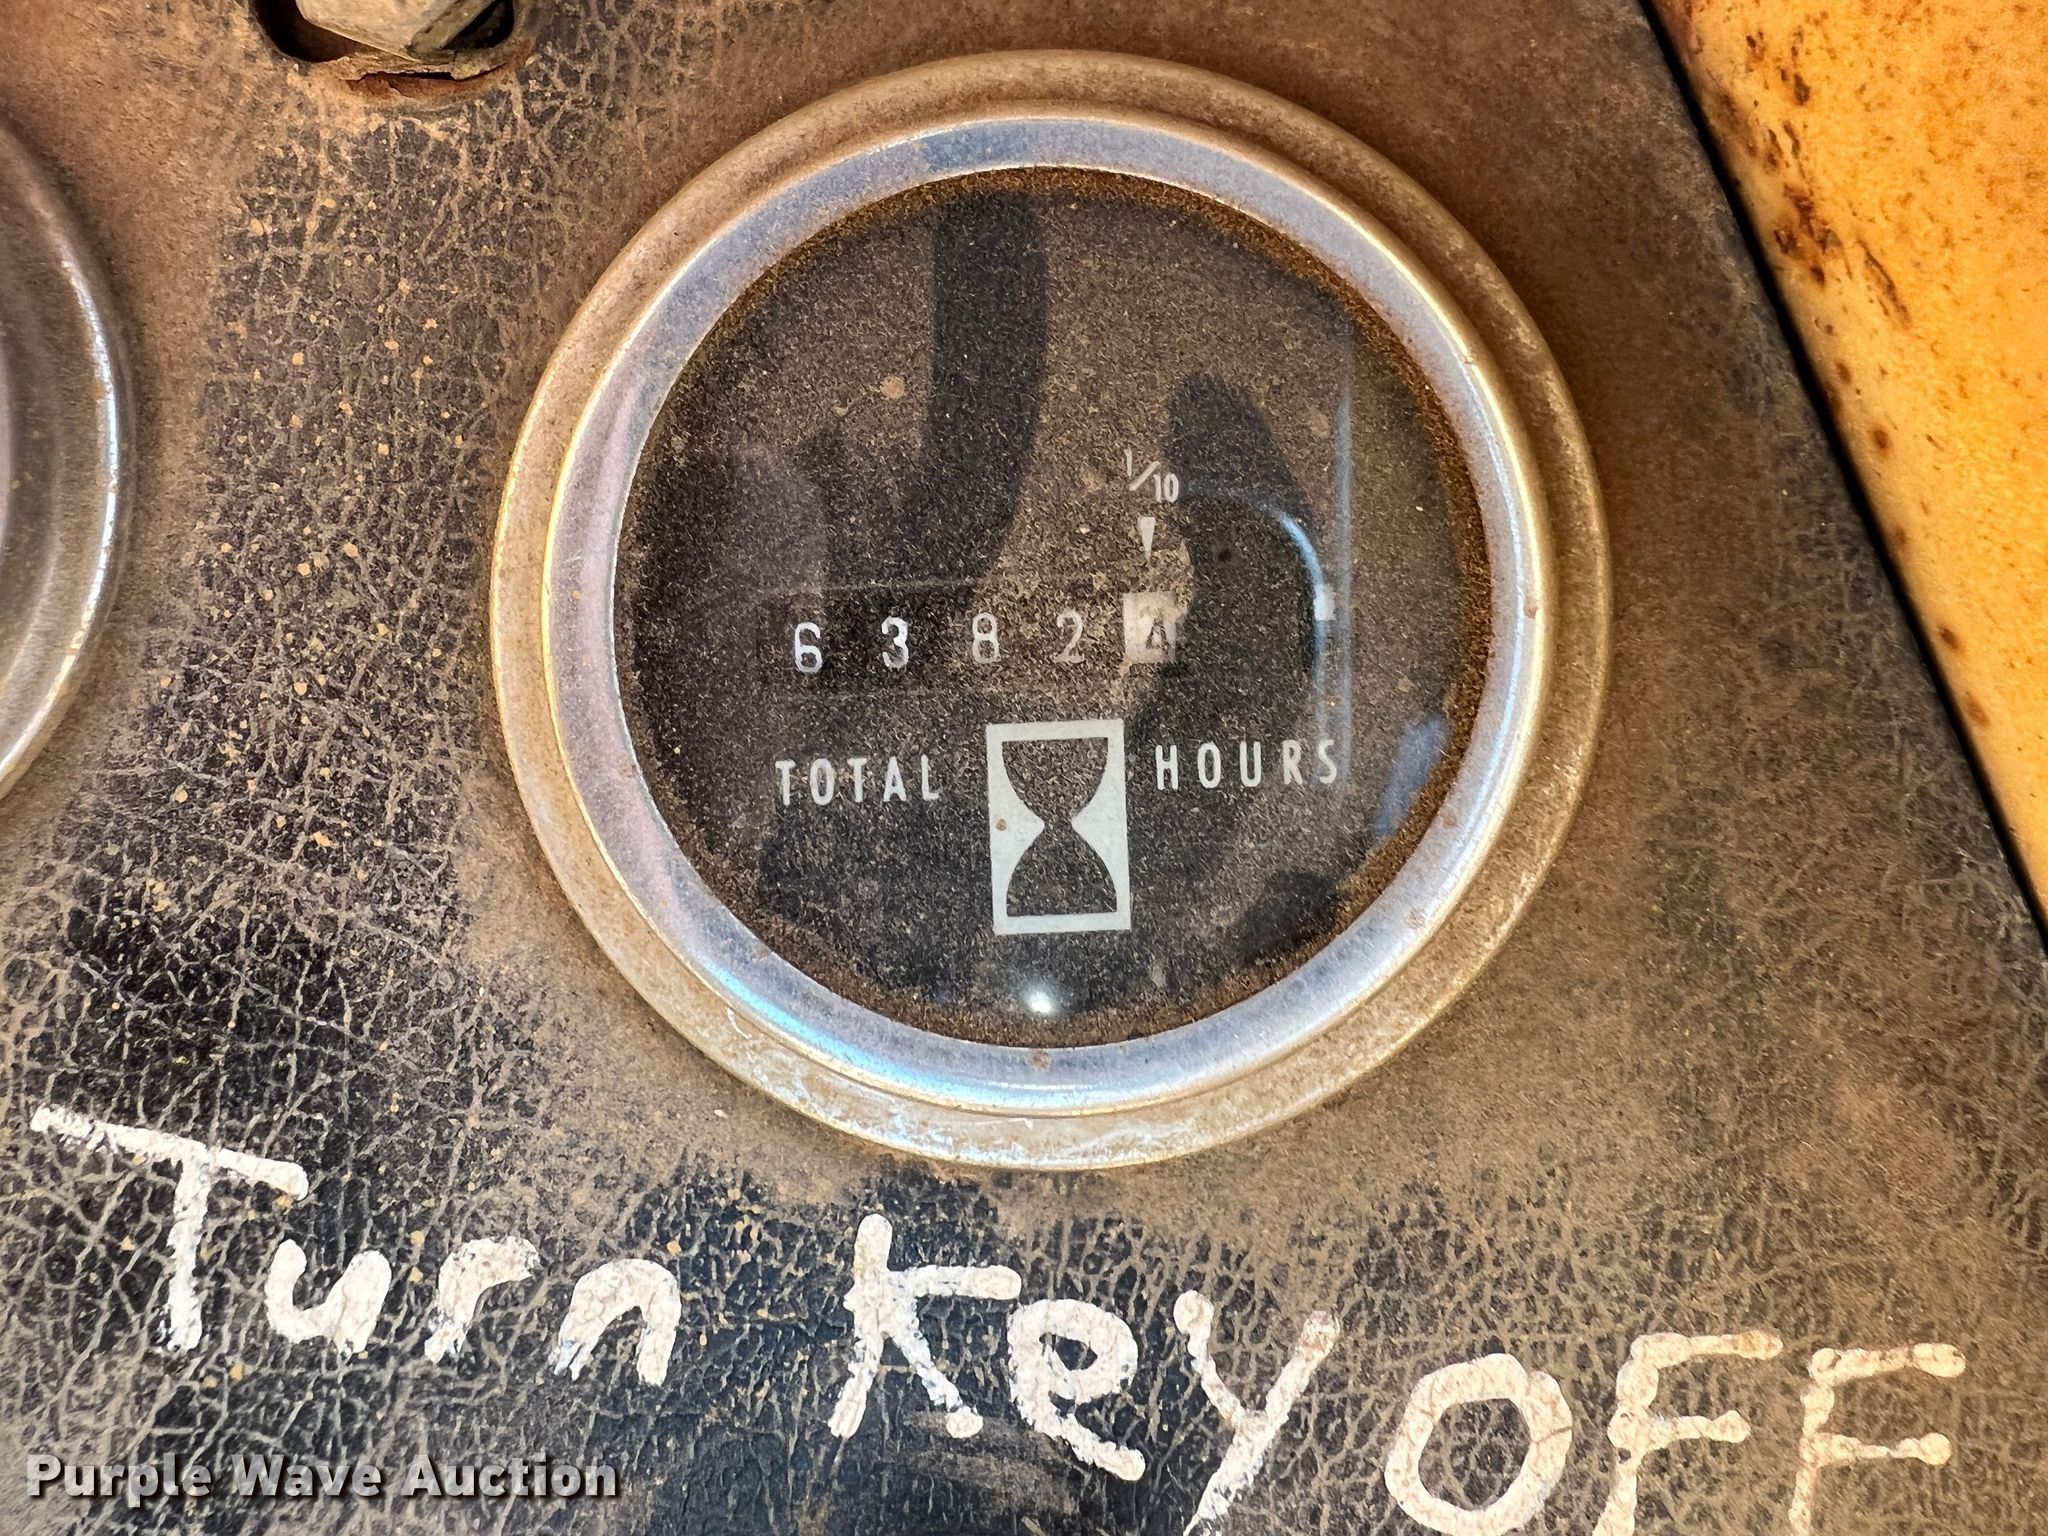 1/10
6 3 8 2 4
TOTAL HOURS
Turn Key OFF
Purple Wave Auction